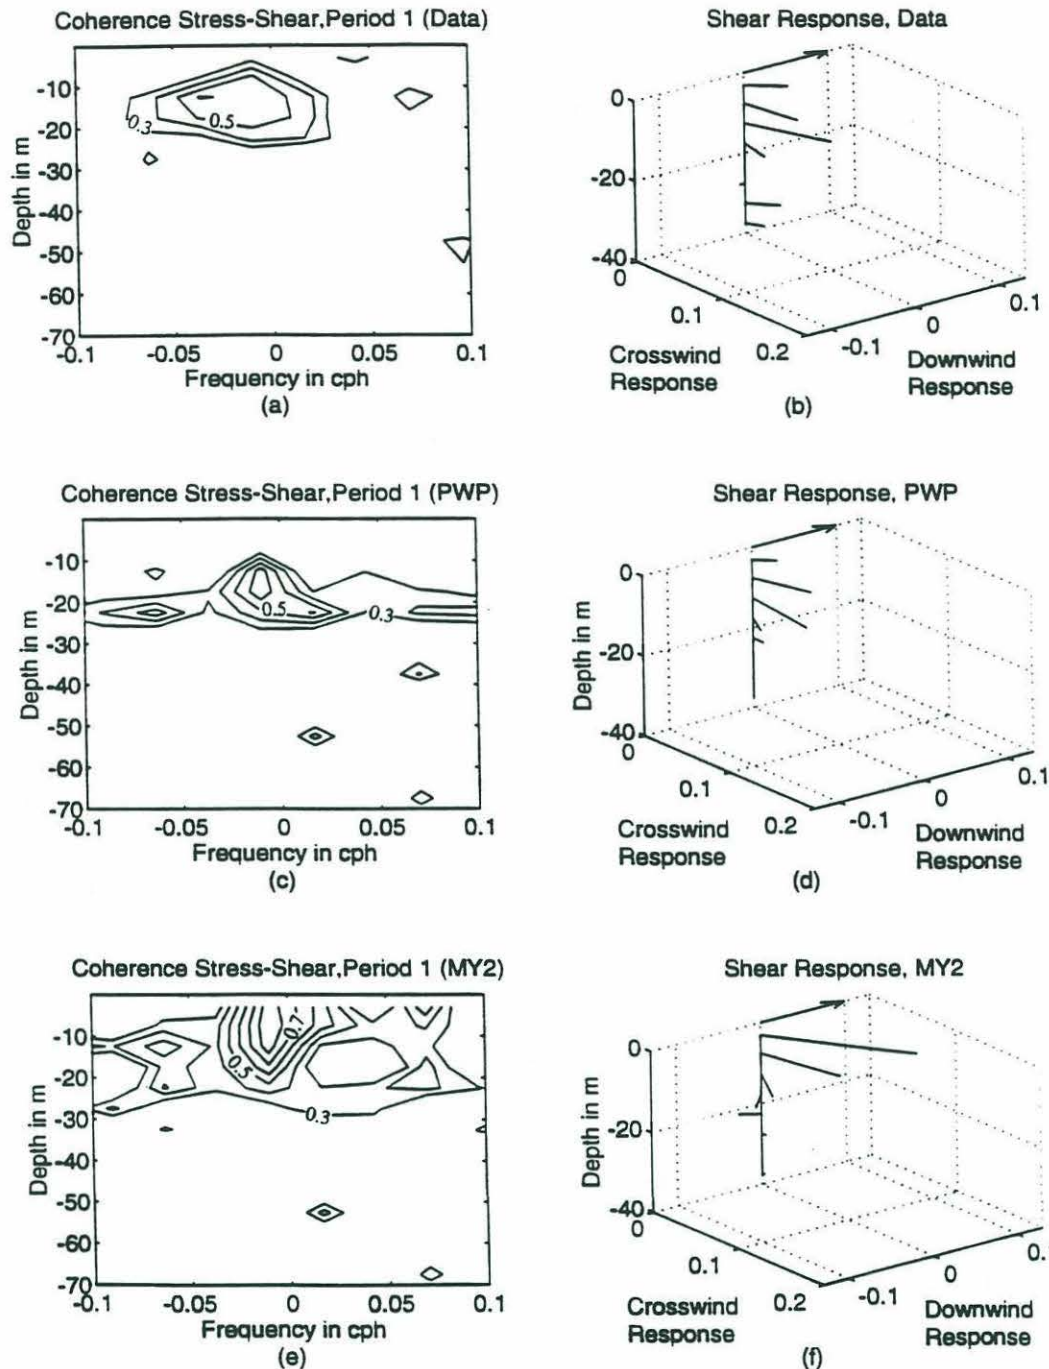 Coherence Stress-Shear,Period 1 (Data)
-10
-20
-30
-40
-50
-60
-70
Depth in m
0.3
0.5
-0.1
-0.05
0
0.05
0.1
Frequency in cph
(a)
Shear Response, Data
0
-20
-40
Depth in m
0
0.1
0.2
Crosswind
Response
-0.1
0
0.1
Downwind
Response
(b)
Coherence Stress-Shear,Period 1 (PWP)
-10
-20
-30
-40
-50
-60
-70
Depth in m
0.5
0.3
-0.1
-0.05
0
0.05
0.1
Frequency in cph
(c)
Shear Response, PWP
0
-20
-40
Depth in m
0
0.1
0.2
Crosswind
Response
-0.1
0
0.1
Downwind
Response
(d)
Coherence Stress-Shear,Period 1 (MY2)
-10
-20
-30
-40
-50
-60
-70
Depth in m
0.7
0.5
0.3
-0.1
-0.05
0
0.05
0.1
Frequency in cph
(e)
Shear Response, MY2
0
-20
-40
Depth in m
0
0.1
0.2
Crosswind
Response
-0.1
0
Downwind
Response
(f)